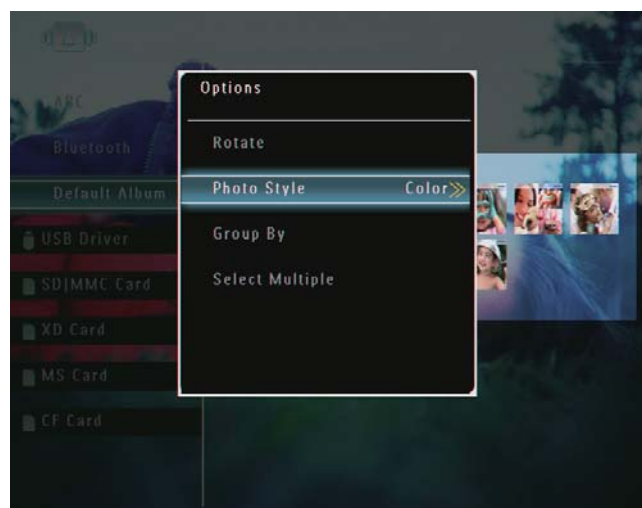 ABC
Bluetooth
Default Album
USB Driver
SD|MMC Card
XD Card
MS Card
CF Card
Options
Rotate
Photo Style Color
Group By
Select Multiple